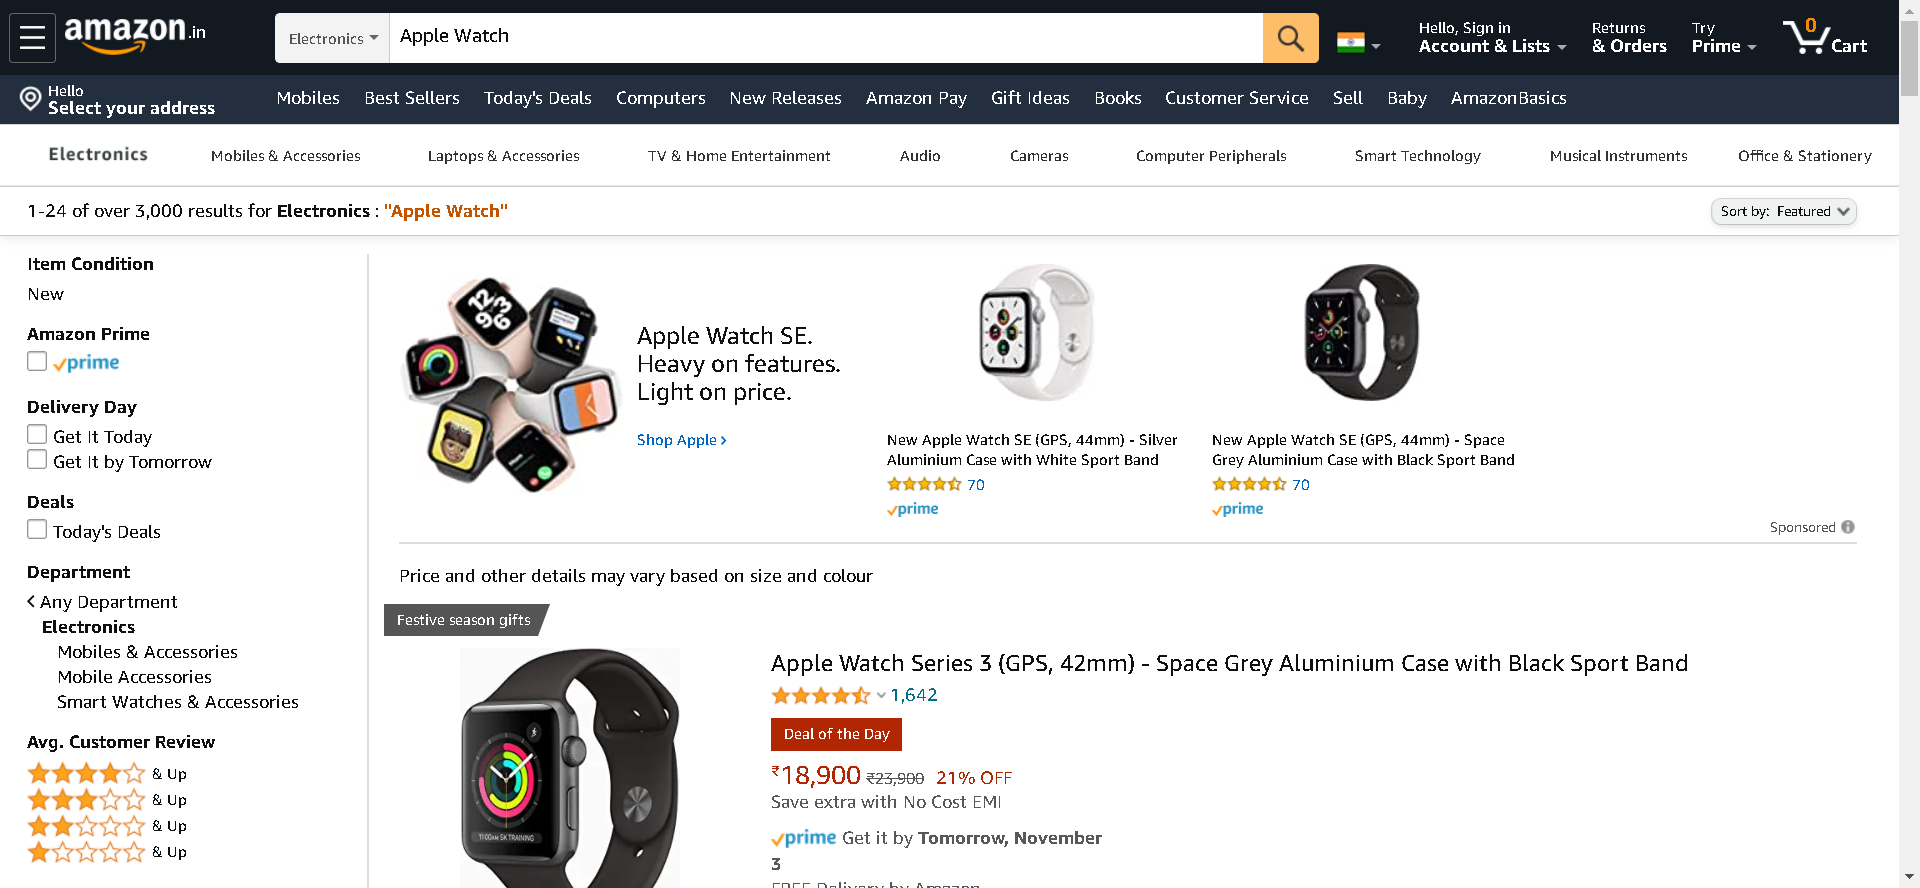 amazon.in
Electronics
Apple Watch
Hello, Sign in
Account & Lists
Returns
& Orders
Try
Prime
0
Cart
Hello
Select your address
Mobiles
Best Sellers
Today's Deals
Computers
New Releases
Amazon Pay
Gift Ideas
Books
Customer Service
Sell
Baby
AmazonBasics
Electronics
Mobiles & Accessories
Laptops & Accessories
TV & Home Entertainment
Audio
Cameras
Computer Peripherals
Smart Technology
Musical Instruments
Office & Stationery
1-24 of over 3,000 results for Electronics : "Apple Watch"
Sort by: Featured
Item Condition
New
Amazon Prime
prime
Delivery Day
Get It Today
Get It by Tomorrow
Deals
Today's Deals
Department
Any Department
Electronics
Mobiles & Accessories
Mobile Accessories
Smart Watches & Accessories
Avg. Customer Review
& Up
& Up
& Up
& Up
Apple Watch SE.
Heavy on features.
Light on price.
Shop Apple ›
New Apple Watch SE (GPS, 44mm) - Silver
Aluminium Case with White Sport Band
70
prime
New Apple Watch SE (GPS, 44mm) - Space
Grey Aluminium Case with Black Sport Band
70
prime
Sponsored
Price and other details may vary based on size and colour
Festive season gifts
Apple Watch Series 3 (GPS, 42mm) - Space Grey Aluminium Case with Black Sport Band
1,642
Deal of the Day
₹18,900 ₹23,900 21% OFF
Save extra with No Cost EMI
prime Get it by Tomorrow, November
3
FREE Delivery by Amazon